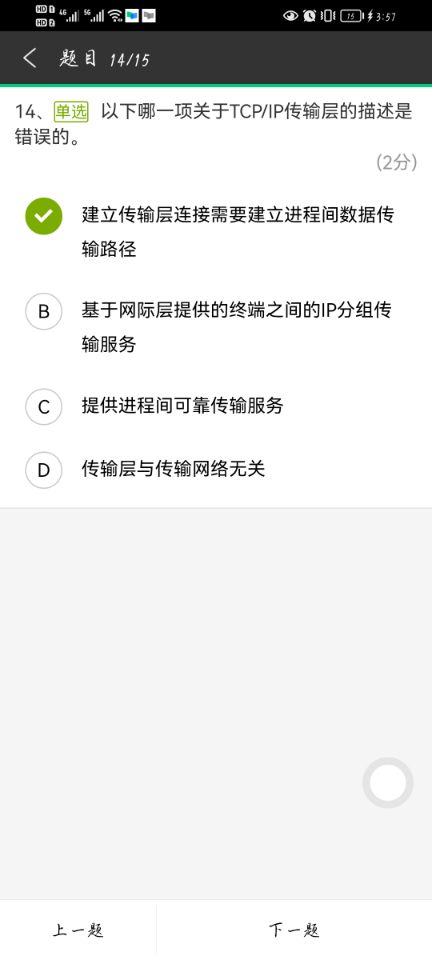 HD 1 4G 5G 15 3:57
HD 2
题目 14/15
14、单选 以下哪一项关于TCP/IP传输层的描述是
错误的。
(2分)
建立传输层连接需要建立进程间数据传
输路径
B 基于网际层提供的终端之间的IP分组传
输服务
C 提供进程间可靠传输服务
D 传输层与传输网络无关
上一题 下一题